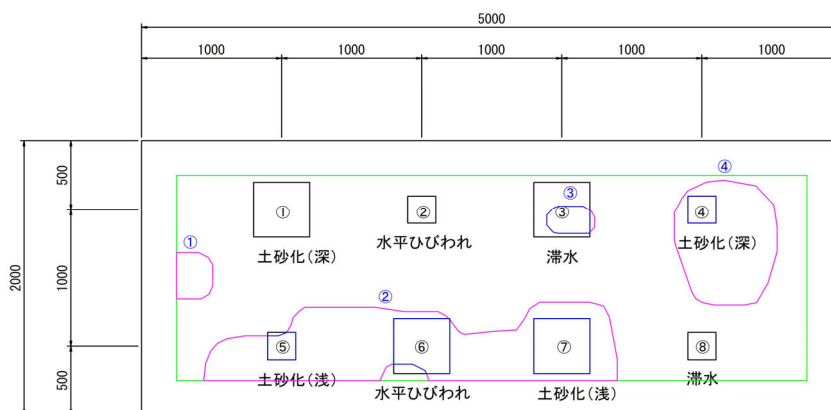 5000
1000 1000 1000 1000 1000
2000
500
1000
500
① ② ③ ③ ④ ④
土砂化(深) 水平ひびわれ 滞水 土砂化(深)
①
②
⑤ ⑥ ⑦ ⑧
土砂化(浅) 水平ひびわれ 土砂化(浅) 滞水